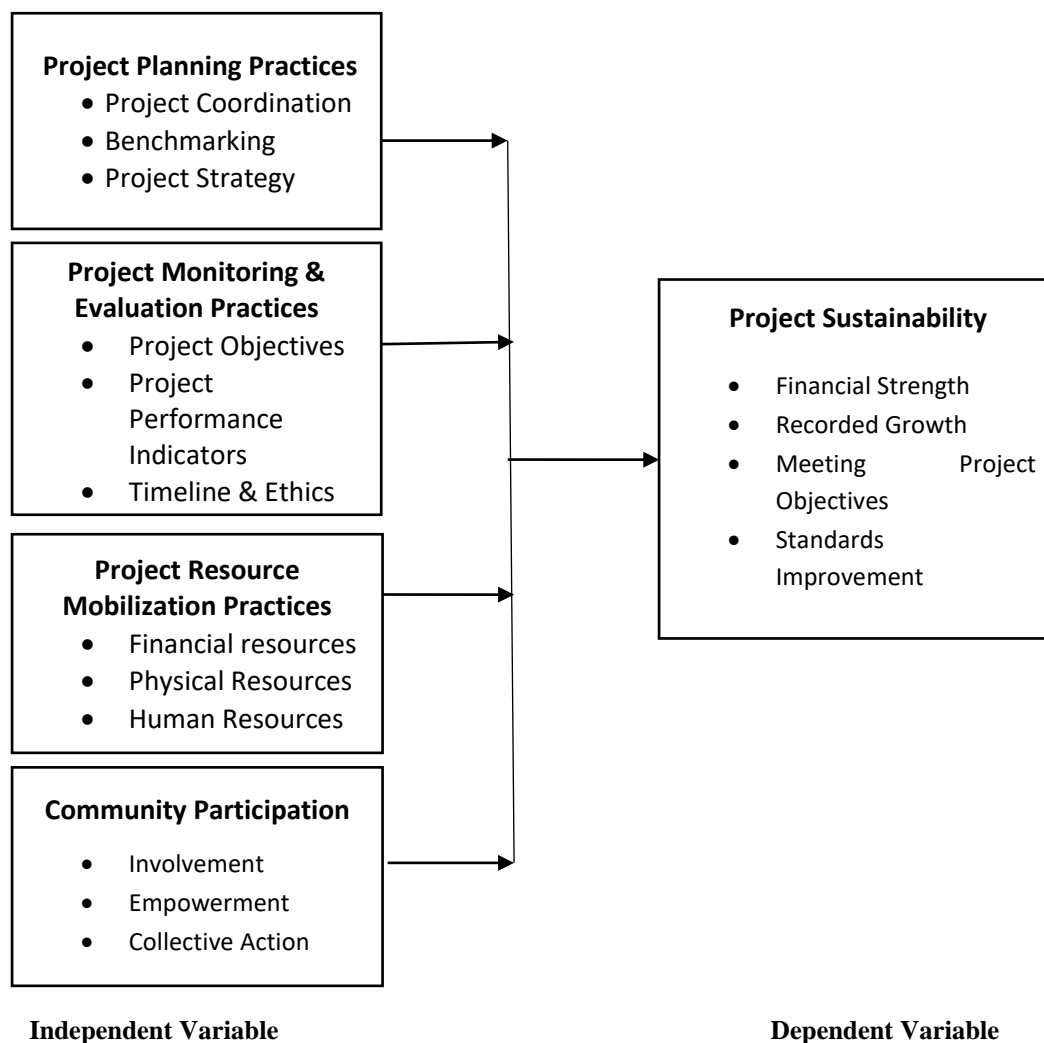 Project Planning Practices
• Project Coordination
• Benchmarking
• Project Strategy
Project Monitoring &
Evaluation Practices
• Project Objectives
• Project
Performance
Indicators
• Timeline & Ethics
Project Resource
Mobilization Practices
• Financial resources
• Physical Resources
• Human Resources
Community Participation
• Involvement
• Empowerment
• Collective Action
Project Sustainability
• Financial Strength
• Recorded Growth
• Meeting Project
Objectives
• Standards
Improvement
Independent Variable
Dependent Variable